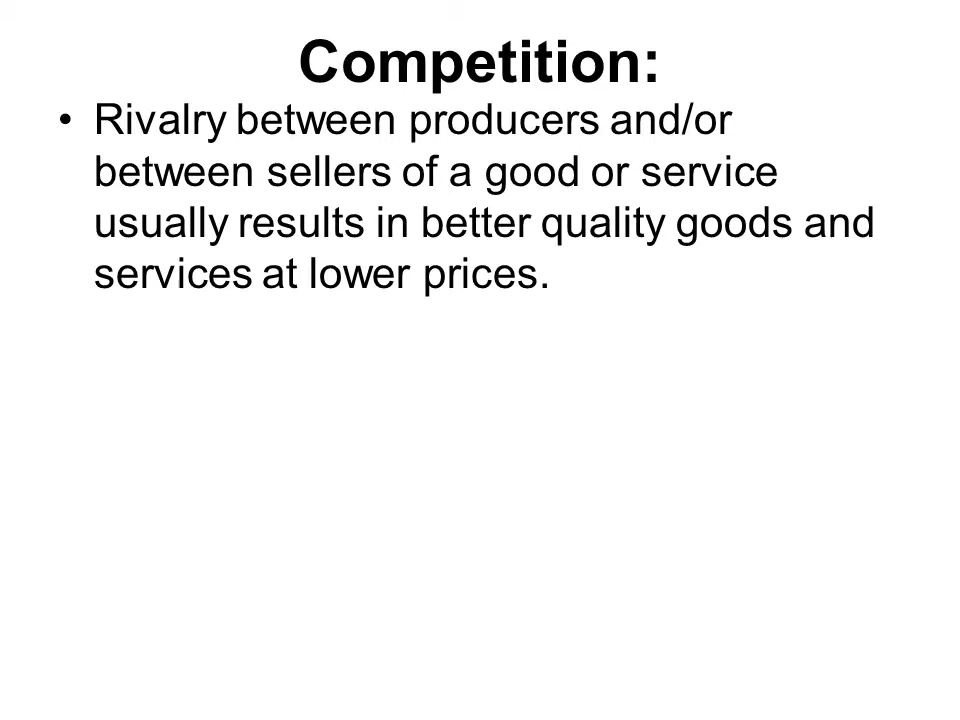 Competition:
• Rivalry between producers and/or
between sellers of a good or service
usually results in better quality goods and
services at lower prices.